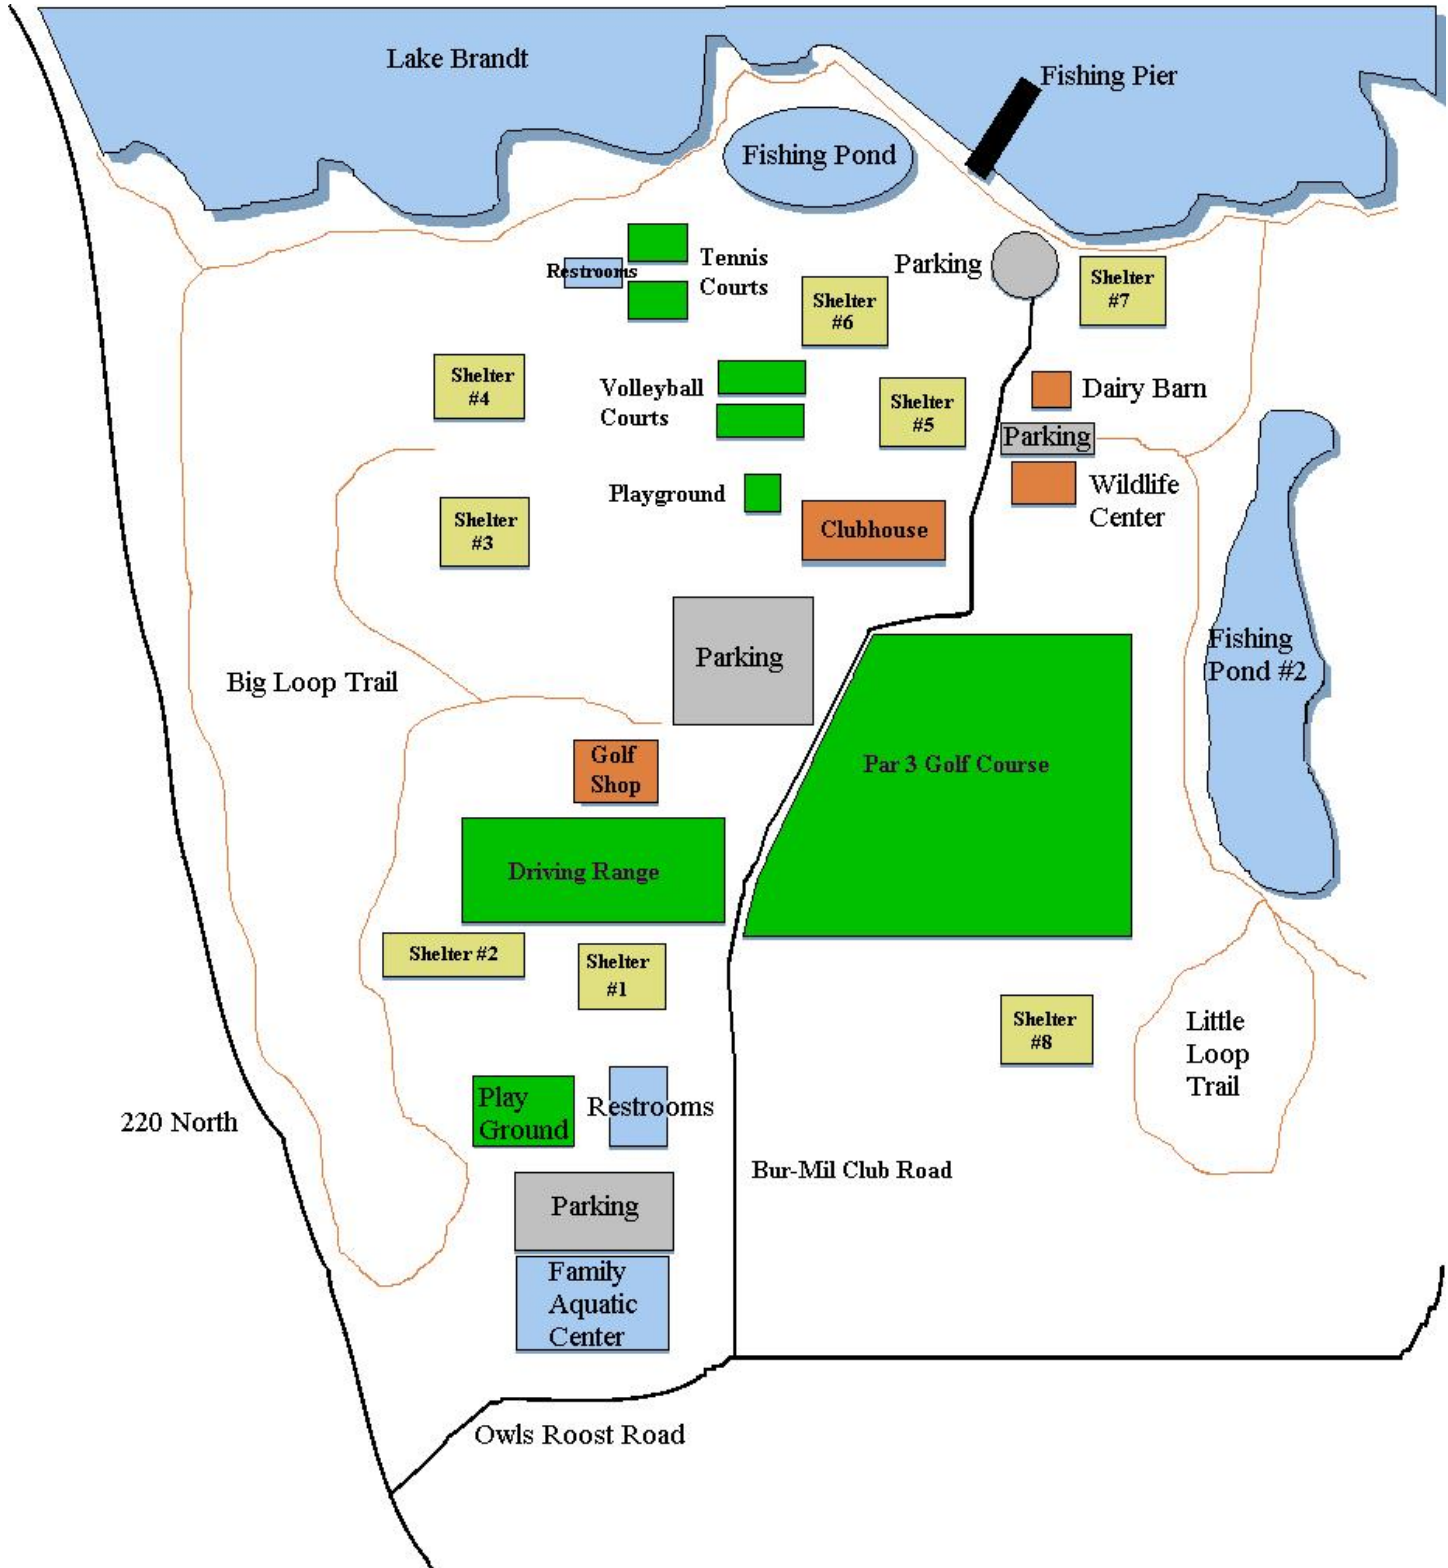 Lake Brandt
Fishing Pier
Fishing Pond
Restrooms
Tennis
Courts
Parking
Shelter
#7
Shelter
#6
Shelter
#4
Volleyball
Courts
Shelter
#5
Dairy Barn
Parking
Playground
Wildlife
Center
Shelter
#3
Clubhouse
Parking
Fishing
Pond #2
Big Loop Trail
Golf
Shop
Par 3 Golf Course
Driving Range
Shelter #2
Shelter
#1
Shelter
#8
Little
Loop
Trail
Play
Ground
Restrooms
220 North
Bur-Mil Club Road
Parking
Family
Aquatic
Center
Owls Roost Road